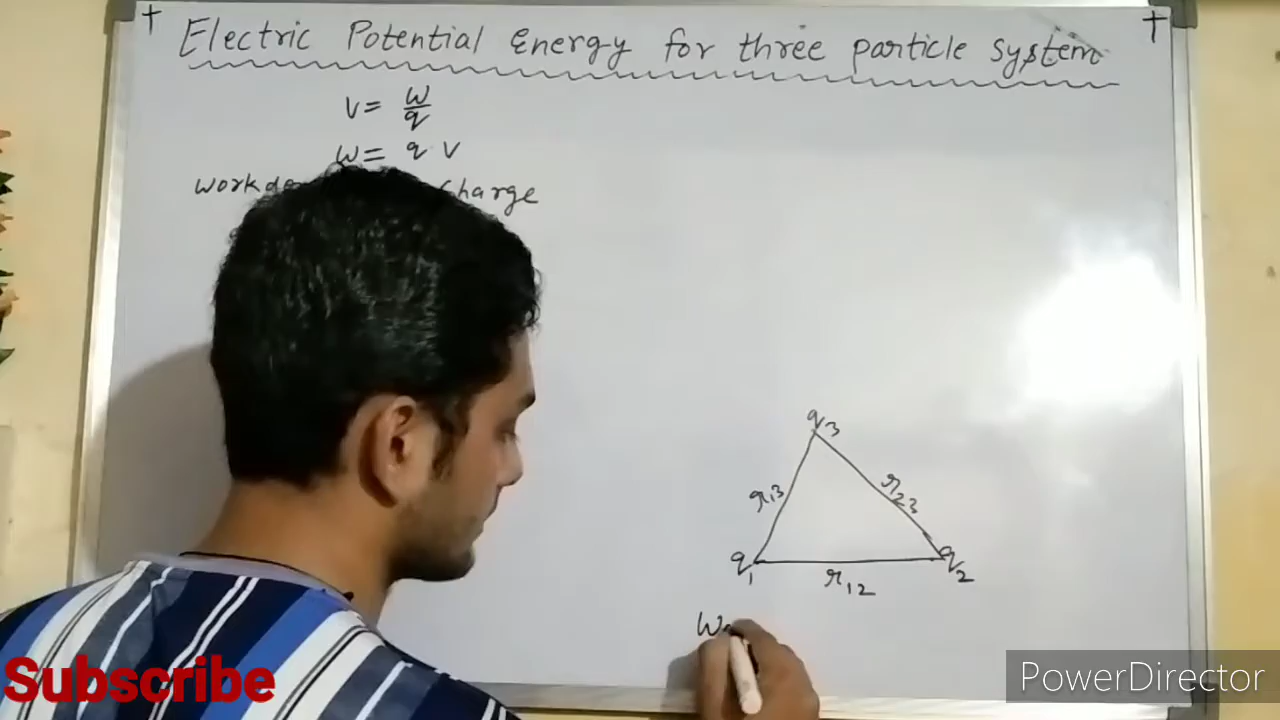 Electric Potential Energy for three particle system
V = W/q
W = q V
Charge
q3
r13
r23
q1
q2
r12
W
Subscribe
PowerDirector